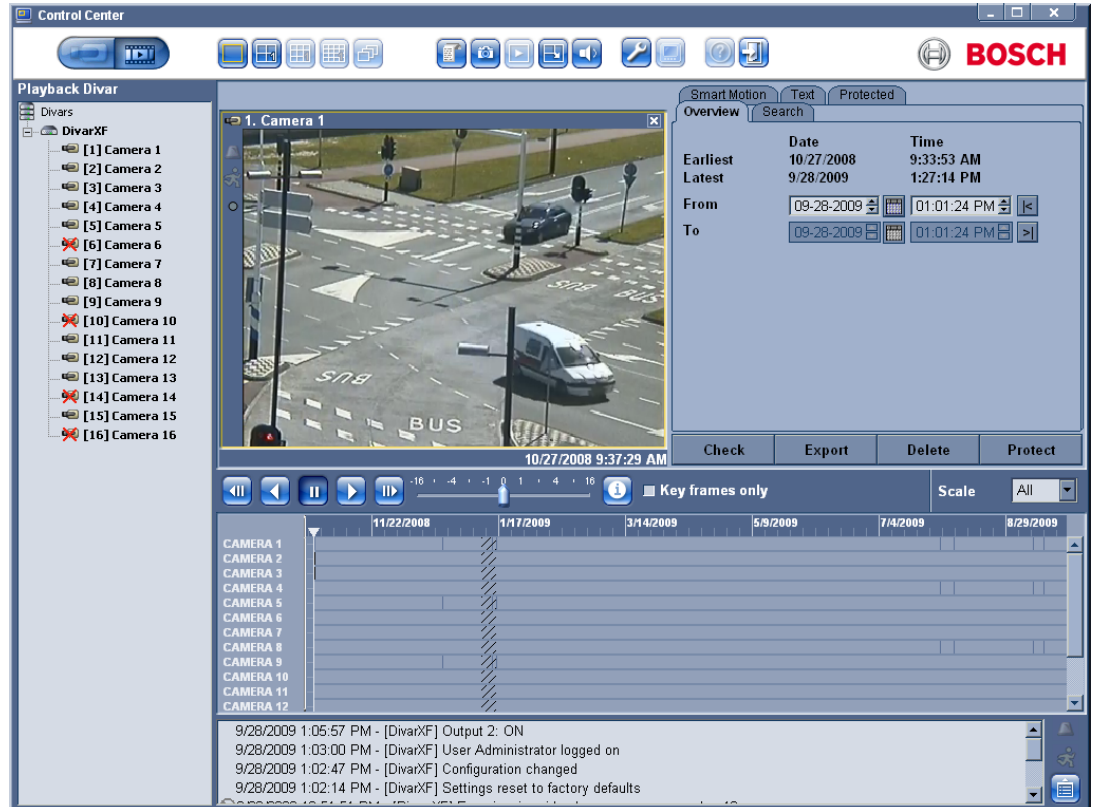 Control Center
BOSCH
Playback Divar
Divars
DivarXF
[1] Camera 1
[2] Camera 2
[3] Camera 3
[4] Camera 4
[5] Camera 5
[6] Camera 6
[7] Camera 7
[8] Camera 8
[9] Camera 9
[10] Camera 10
[11] Camera 11
[12] Camera 12
[13] Camera 13
[14] Camera 14
[15] Camera 15
[16] Camera 16
1. Camera 1
BUS
BUS
SNB
BUS
10/27/2008 9:37:29 AM
Smart Motion Text Protected
Overview Search
Date Time
Earliest 10/27/2008 9:33:53 AM
Latest 9/28/2009 1:27:14 PM
From 09-28-2009 01:01:24 PM
To 09-28-2009 01:01:24 PM
Check Export Delete Protect
-16 -4 -1 0 1 4 16 Key frames only Scale All
11/22/2008 1/17/2009 3/14/2009 5/9/2009 7/4/2009 8/29/2009
CAMERA 1
CAMERA 2
CAMERA 3
CAMERA 4
CAMERA 5
CAMERA 6
CAMERA 7
CAMERA 8
CAMERA 9
CAMERA 10
CAMERA 11
CAMERA 12
9/28/2009 1:05:57 PM - [DivarXF] Output 2: ON
9/28/2009 1:03:00 PM - [DivarXF] User Administrator logged on
9/28/2009 1:02:47 PM - [DivarXF] Configuration changed
9/28/2009 1:02:14 PM - [DivarXF] Settings reset to factory defaults